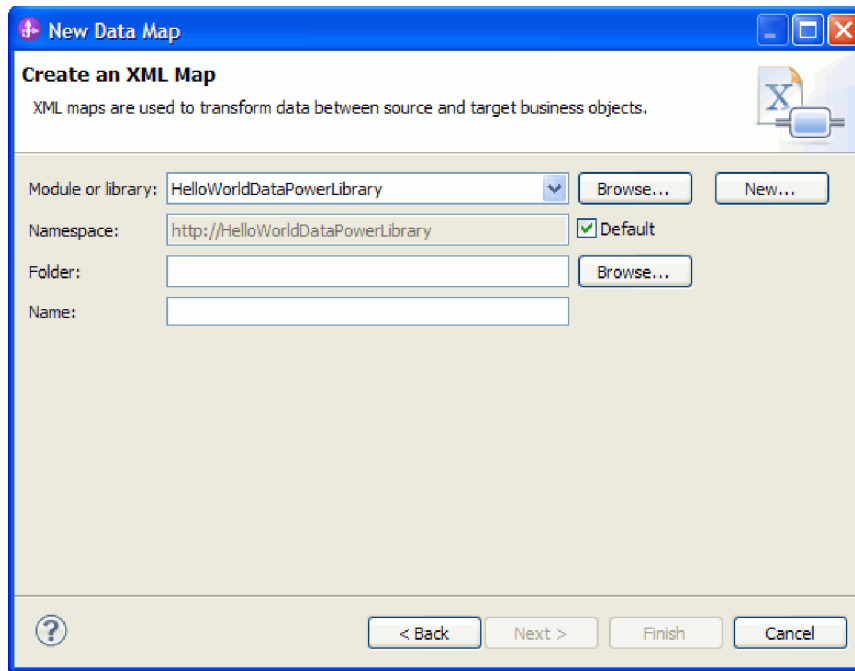 New Data Map
Create an XML Map
XML maps are used to transform data between source and target business objects.
X
Module or library: HelloWorldDataPowerLibrary Browse... New...
Namespace: http://HelloWorldDataPowerLibrary Default
Folder: Browse...
Name:
? < Back Next > Finish Cancel